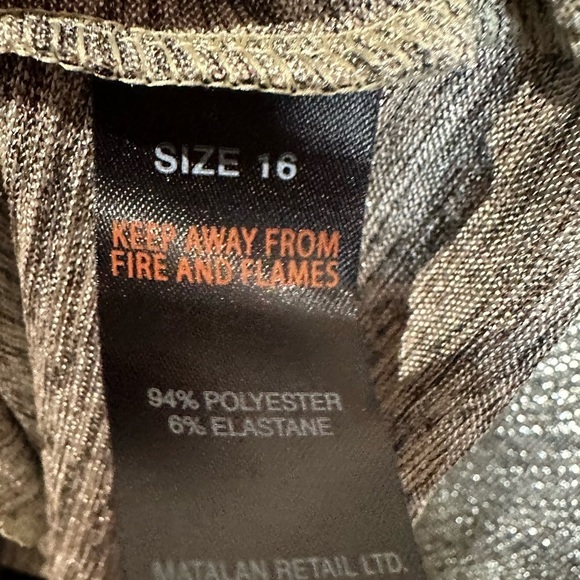 SIZE 16
KEEP AWAY FROM
FIRE AND FLAMES
94% POLYESTER
6% ELASTANE
MATALAN RETAIL LTD.